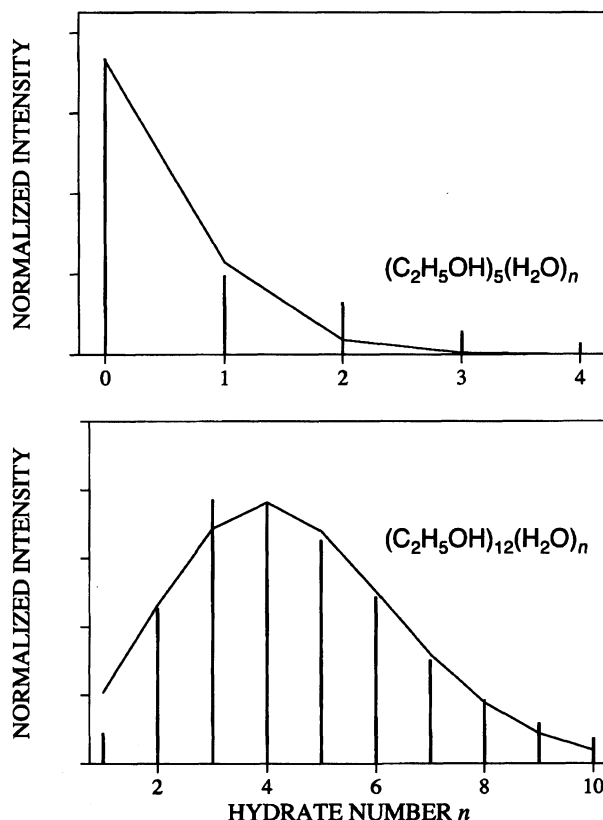 NORMALIZED INTENSITY
(C₂H₅OH)₅(H₂O)ₙ
0 1 2 3 4
NORMALIZED INTENSITY
(C₂H₅OH)₁₂(H₂O)ₙ
2 4 6 8 10
HYDRATE NUMBER n